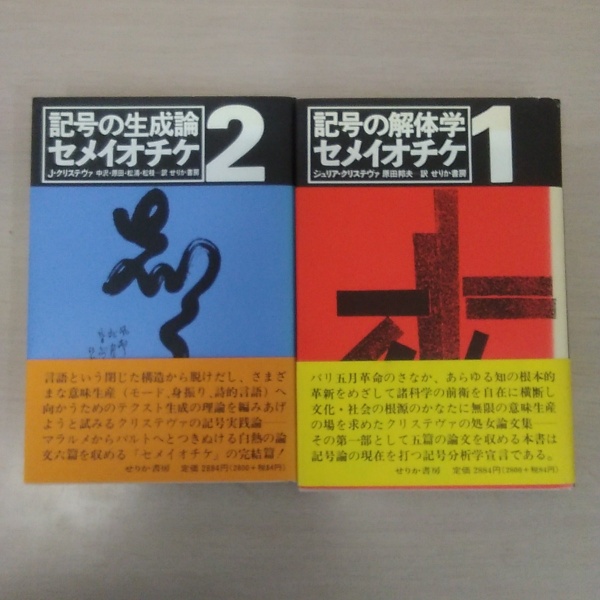 記号の生成論
セメイオチケ
2
J・クリステヴァ 中沢・原田・松浦・松枝—訳 せりか書房
言語という閉じた構造から脱けだし、さまざ
まな意味生産（モード、身振り、詩的言語）へ
向かうためのテクスト生成の理論を編みあげ
ようと試みるクリステヴァの記号実践論——
マラルメからバルトへとつきぬける白熱の論
文六篇を収める「セメイオチケ」の完結篇！
せりか書房 定価2884円(2800円+税84円)
記号の解体学
セメイオチケ
1
ジュリア・クリステヴァ 原田邦夫—訳 せりか書房
パリ五月革命のさなか、あらゆる知の根本的
革新をめざして諸科学の前衛を自在に横断し
文化・社会の根源のかなたに無限の意味生産
の場を求めたクリステヴァの処女論文集——
その第一部として五篇の論文を収める本書は
記号論の現在を打つ記号分析学宣言である。
せりか書房 定価2884円(2800円+税84円)